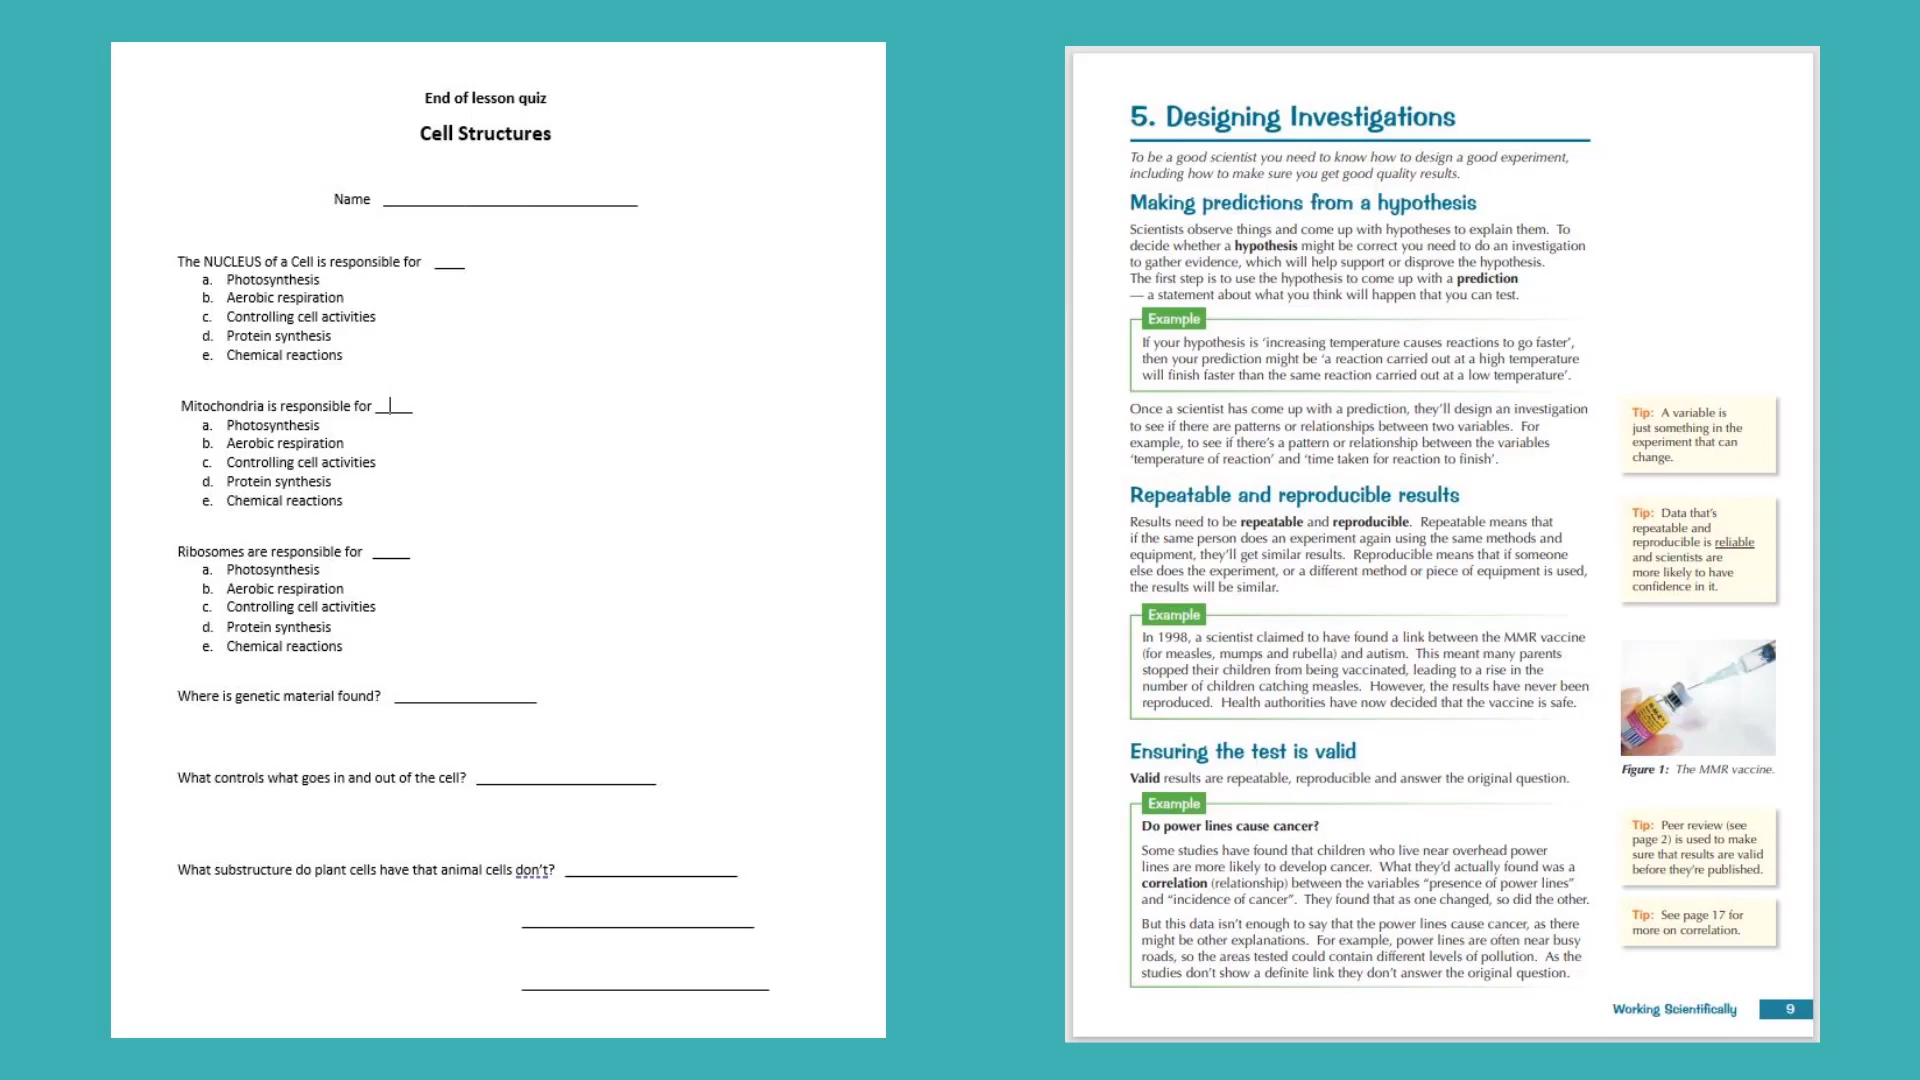 End of lesson quiz
Cell Structures
Name
The NUCLEUS of a Cell is responsible for
a. Photosynthesis
b. Aerobic respiration
c. Controlling cell activities
d. Protein synthesis
e. Chemical reactions
Mitochondria is responsible for
a. Photosynthesis
b. Aerobic respiration
c. Controlling cell activities
d. Protein synthesis
e. Chemical reactions
Ribosomes are responsible for
a. Photosynthesis
b. Aerobic respiration
c. Controlling cell activities
d. Protein synthesis
e. Chemical reactions
Where is genetic material found?
What controls what goes in and out of the cell?
What substructure do plant cells have that animal cells don't?
5. Designing Investigations
To be a good scientist you need to know how to design a good experiment,
including how to make sure you get good quality results.
Making predictions from a hypothesis
Scientists observe things and come up with hypotheses to explain them. To
decide whether a hypothesis might be correct you need to do an investigation
to gather evidence, which will help support or disprove the hypothesis.
The first step is to use the hypothesis to come up with a prediction
— a statement about what you think will happen that you can test.
Example
If your hypothesis is ‘increasing temperature causes reactions to go faster’,
then your prediction might be ‘a reaction carried out at a high temperature
will finish faster than the same reaction carried out at a low temperature’.
Once a scientist has come up with a prediction, they’ll design an investigation
to see if there are patterns or relationships between two variables. For
example, to see if there’s a pattern or relationship between the variables
‘temperature of reaction’ and ‘time taken for reaction to finish’.
Tip: A variable is
just something in the
experiment that can
change.
Repeatable and reproducible results
Results need to be repeatable and reproducible. Repeatable means that
if the same person does an experiment again using the same methods and
equipment, they’ll get similar results. Reproducible means that if someone
else does the experiment, or a different method or piece of equipment is used,
the results will be similar.
Tip: Data that’s
repeatable and
reproducible is reliable
and scientists are
more likely to have
confidence in it.
Example
In 1998, a scientist claimed to have found a link between the MMR vaccine
(for measles, mumps and rubella) and autism. This meant many parents
stopped their children from being vaccinated, leading to a rise in the
number of children catching measles. However, the results have never been
reproduced. Health authorities have now decided that the vaccine is safe.
Figure 1: The MMR vaccine.
Ensuring the test is valid
Valid results are repeatable, reproducible and answer the original question.
Example
Do power lines cause cancer?
Some studies have found that children who live near overhead power
lines are more likely to develop cancer. What they’d actually found was a
correlation (relationship) between the variables “presence of power lines”
and “incidence of cancer”. They found that as one changed, so did the other.
But this data isn’t enough to say that the power lines cause cancer, as there
might be other explanations. For example, power lines are often near busy
roads, so the areas tested could contain different levels of pollution. As the
studies don’t show a definite link they don’t answer the original question.
Tip: Peer review (see
page 2) is used to make
sure that results are valid
before they’re published.
Tip: See page 17 for
more on correlation.
Working Scientifically 9